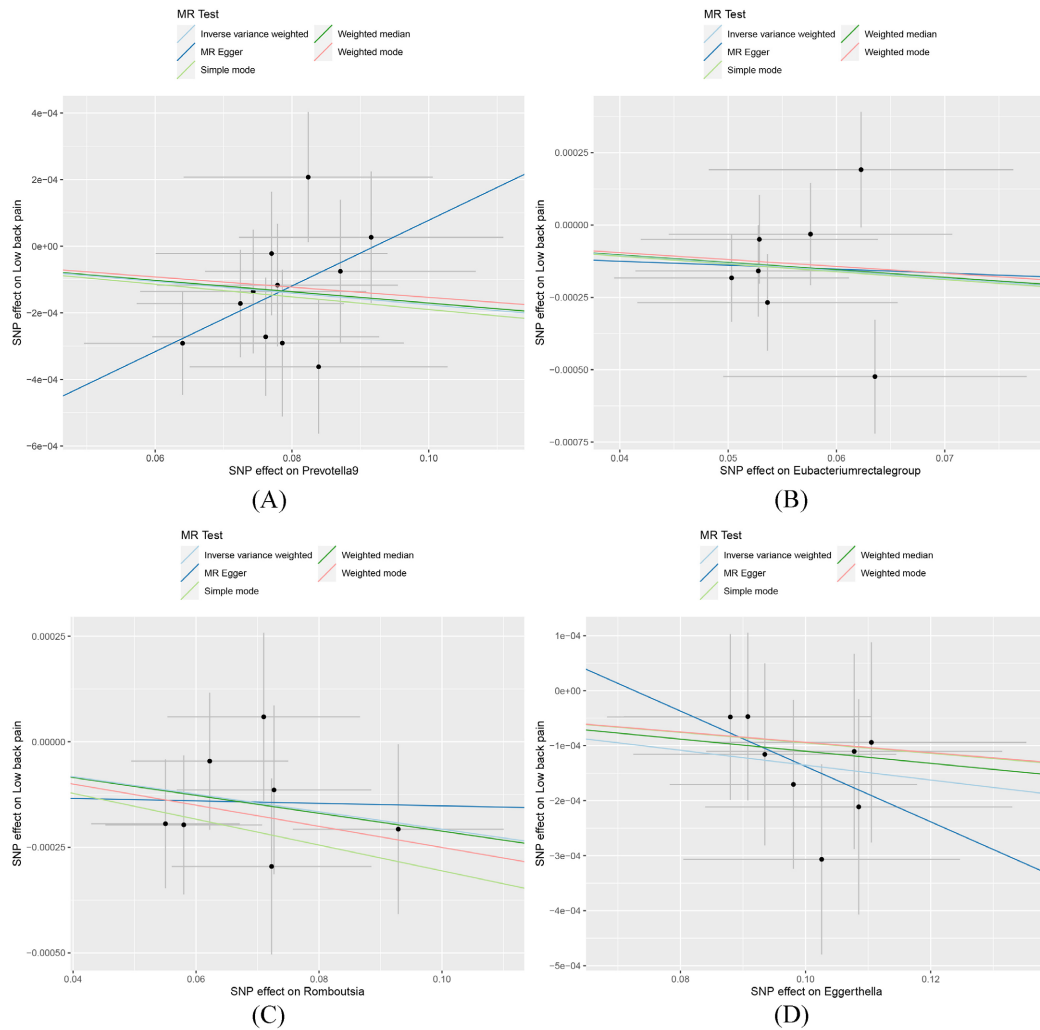 MR Test
Inverse variance weighted
Weighted median
MR Egger
Weighted mode
Simple mode
4e−04
2e−04
0e+00
−2e−04
−4e−04
−6e−04
SNP effect on Low back pain
0.06
0.08
0.10
SNP effect on Prevotella9
(A)
MR Test
Inverse variance weighted
Weighted median
MR Egger
Weighted mode
Simple mode
0.00025
0.00000
−0.00025
−0.00050
−0.00075
SNP effect on Low back pain
0.04
0.05
0.06
0.07
SNP effect on Eubacteriumrectalegroup
(B)
MR Test
Inverse variance weighted
Weighted median
MR Egger
Weighted mode
Simple mode
0.00025
0.00000
−0.00025
−0.00050
SNP effect on Low back pain
0.04
0.06
0.08
0.10
SNP effect on Romboutsia
(C)
MR Test
Inverse variance weighted
Weighted median
MR Egger
Weighted mode
Simple mode
1e−04
0e+00
−1e−04
−2e−04
−3e−04
−4e−04
−5e−04
SNP effect on Low back pain
0.08
0.10
0.12
SNP effect on Eggerthella
(D)